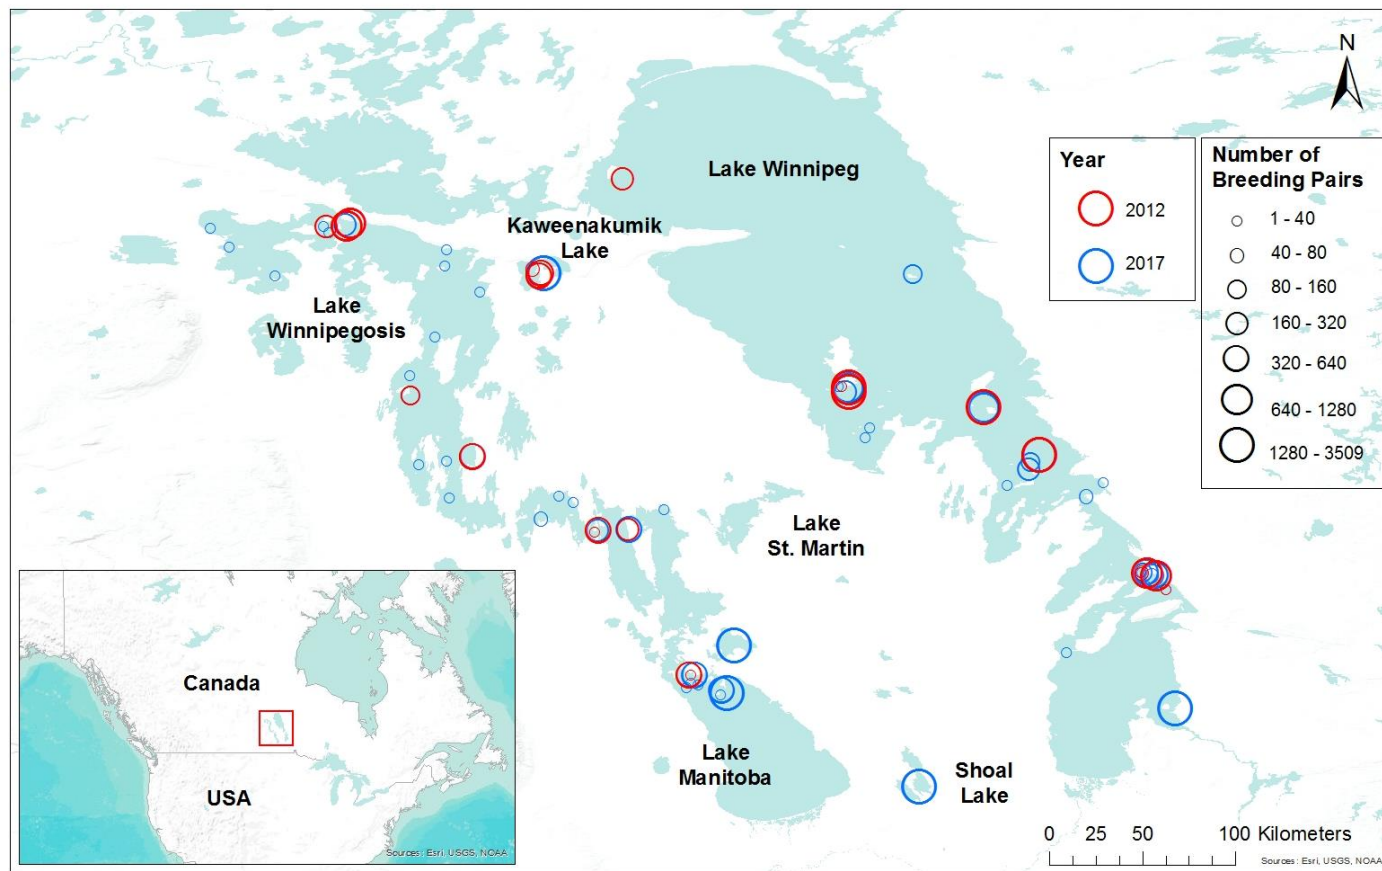 N
Lake Winnipeg
Year
2012
2017
Number of
Breeding Pairs
1 - 40
40 - 80
80 - 160
160 - 320
320 - 640
640 - 1280
1280 - 3509
Kaweenakumik
Lake
Lake
Winnipegosis
Lake
St. Martin
Canada
USA
Sources: Esri, USGS, NOAA
Lake
Manitoba
Shoal
Lake
0 25 50 100 Kilometers
Sources: Esri, USGS, NOAA